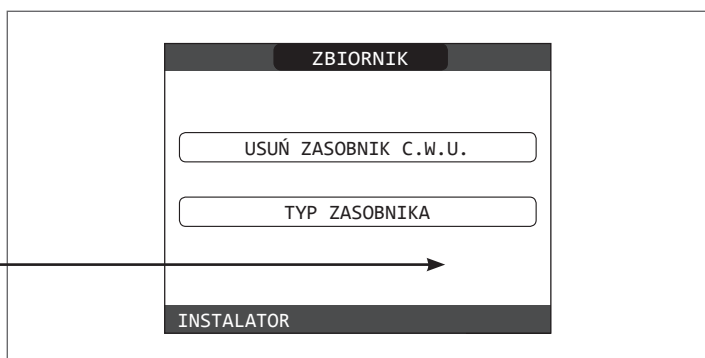 ZBIORNIK
USUŃ ZASOBNIK C.W.U.
TYP ZASOBNIKA
INSTALATOR